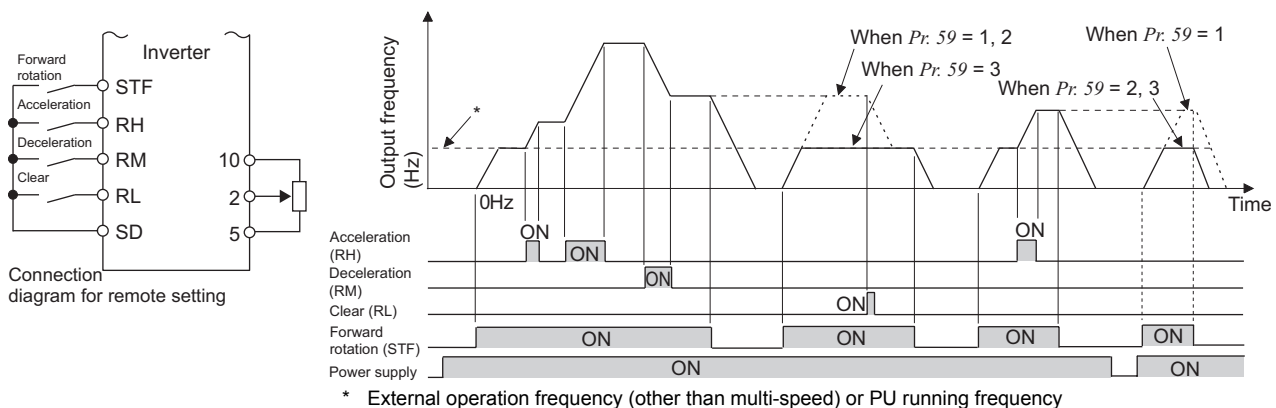 Inverter
Forward
rotation
STF
Acceleration
RH
Deceleration
RM
Clear
RL
SD
10
2
5
Connection
diagram for remote setting
Output frequency
(Hz)
*
When Pr. 59 = 1, 2
When Pr. 59 = 3
When Pr. 59 = 1
When Pr. 59 = 2, 3
0Hz
Time
Acceleration
(RH)
ON
ON
ON
Deceleration
(RM)
ON
Clear (RL)
ON
Forward
rotation (STF)
ON
ON
ON
ON
Power supply
ON
ON
* External operation frequency (other than multi-speed) or PU running frequency